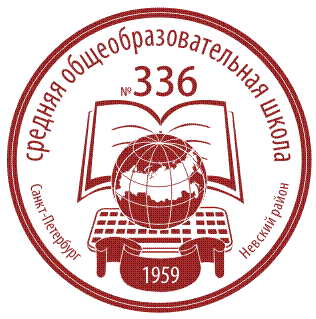 средняя общеобразовательная школа
№ 336
Санкт-Петербург
Невский район
1959